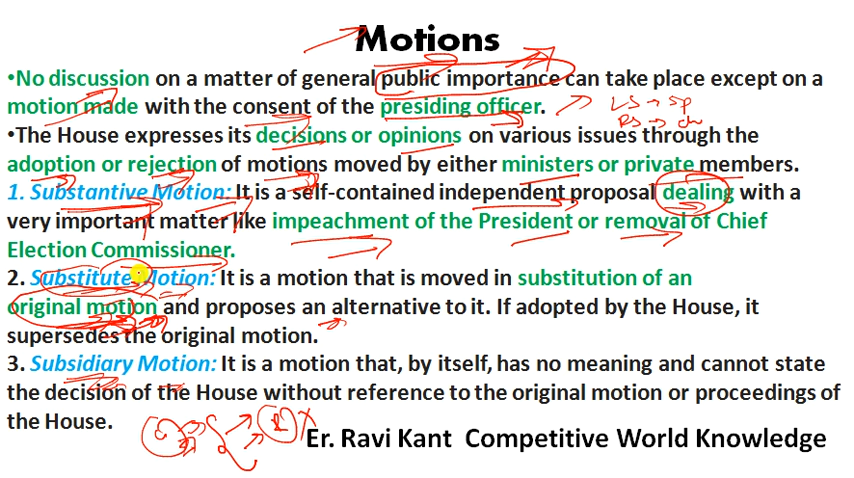 Motions
•No discussion on a matter of general public importance can take place except on a
motion made with the consent of the presiding officer.
LS → SP
RS → ch
•The House expresses its decisions or opinions on various issues through the
adoption or rejection of motions moved by either ministers or private members.
1. Substantive Motion: It is a self-contained independent proposal dealing with a
very important matter like impeachment of the President or removal of Chief
Election Commissioner.
2. Substitute Motion: It is a motion that is moved in substitution of an
original motion and proposes an alternative to it. If adopted by the House, it
supersedes the original motion.
3. Subsidiary Motion: It is a motion that, by itself, has no meaning and cannot state
the decision of the House without reference to the original motion or proceedings of
the House.
Er. Ravi Kant Competitive World Knowledge